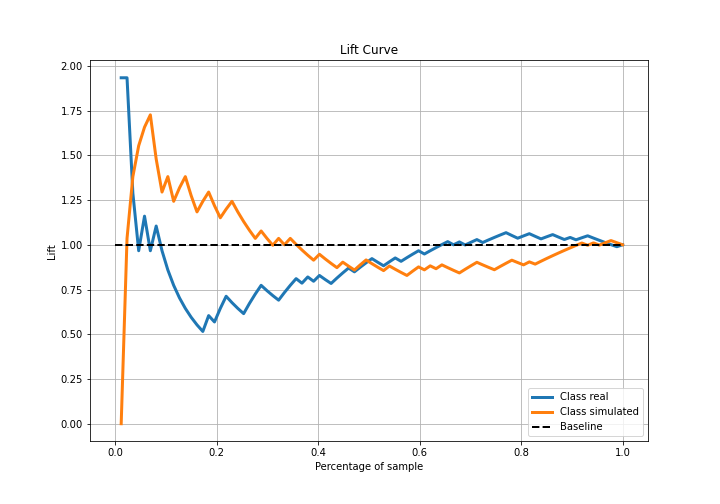 Lift Curve
2.00
1.75
1.50
1.25
1.00
0.75
0.50
0.25
0.00
Lift
0.0 0.2 0.4 0.6 0.8 1.0
Percentage of sample
Class real
Class simulated
Baseline